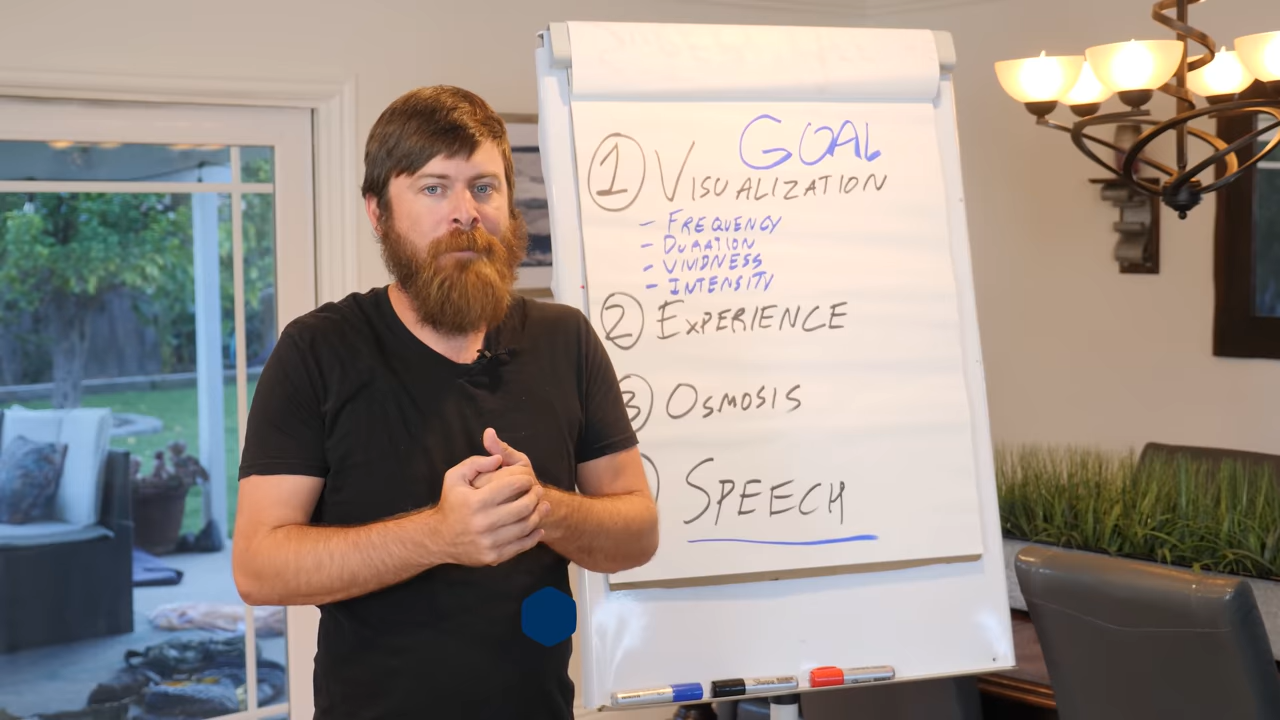 GOAL
1 VISUALIZATION
- FREQUENCY
- DURATION
- VIVIDNESS
- INTENSITY
2 EXPERIENCE
3 OSMOSIS
SPEECH